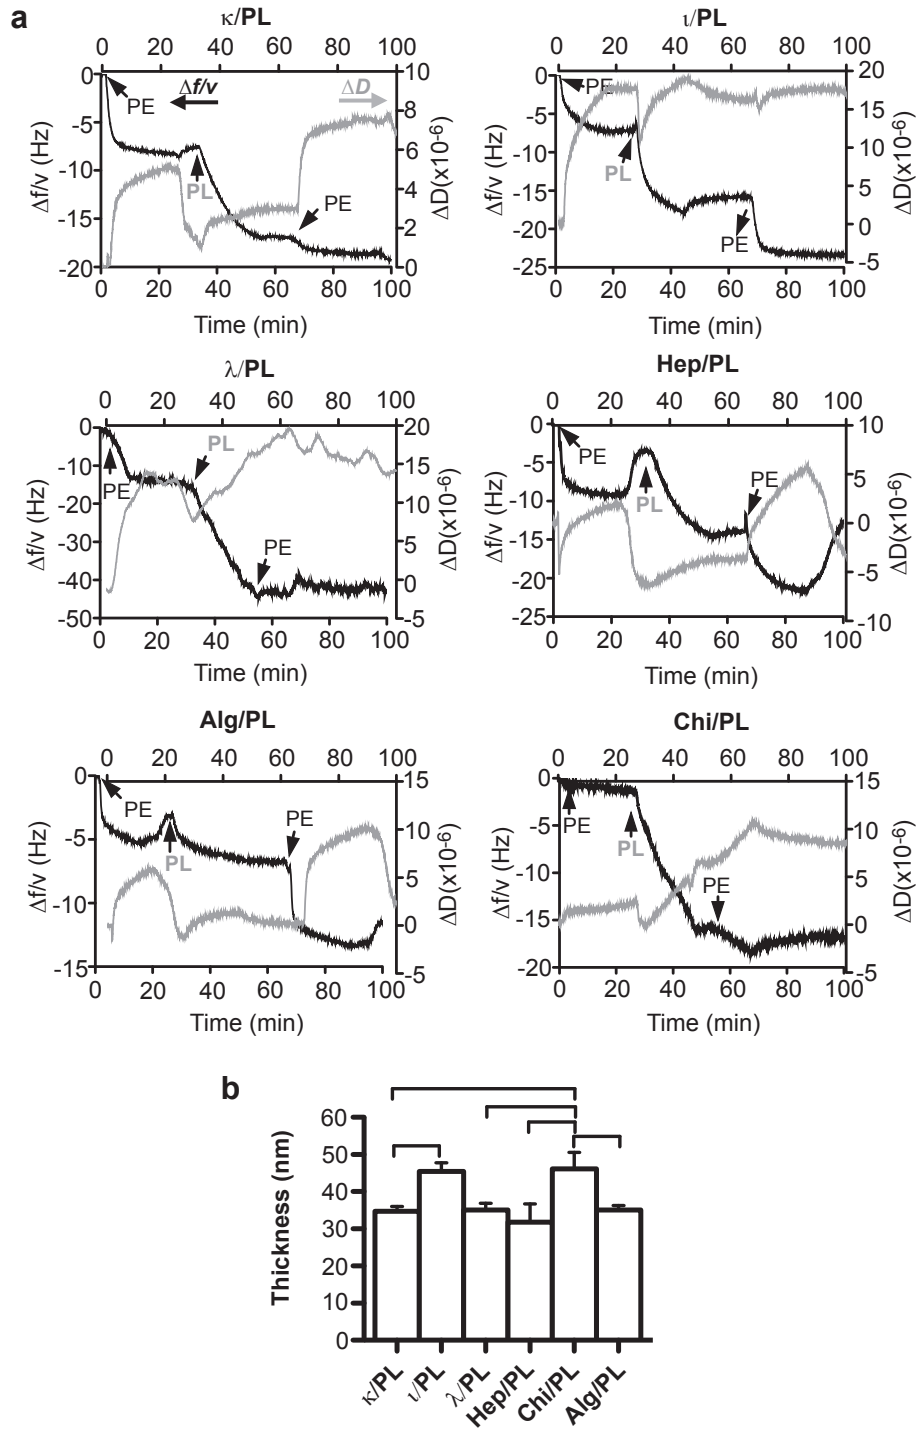 a
κ/PL
0 20 40 60 80 100
0 -5 -10 -15 -20
Δf/v (Hz)
PE
Δf/v
ΔD
PL
PE
10 8 6 4 2 0
ΔD(x10-6)
0 20 40 60 80 100
Time (min)
ι/PL
0 20 40 60 80 100
0 -5 -10 -15 -20 -25
Δf/v (Hz)
PE
PL
PE
20 15 10 5 0 -5
ΔD(x10-6)
0 20 40 60 80 100
Time (min)
λ/PL
0 20 40 60 80 100
0 -10 -20 -30 -40 -50
Δf/v (Hz)
PE
PL
PE
20 15 10 5 0 -5
ΔD(x10-6)
0 20 40 60 80 100
Time (min)
Hep/PL
0 20 40 60 80 100
0 -5 -10 -15 -20 -25
Δf/v (Hz)
PE
PL
PE
10 5 0 -5 -10
ΔD(x10-6)
0 20 40 60 80 100
Time (min)
Alg/PL
0 20 40 60 80 100
0 -5 -10 -15
Δf/v (Hz)
PE
PL
PE
15 10 5 0 -5
ΔD(x10-6)
0 20 40 60 80 100
Time (min)
Chi/PL
0 20 40 60 80 100
0 -5 -10 -15 -20
Δf/v (Hz)
PE
PL
PE
15 10 5 0 -5
ΔD(x10-6)
0 20 40 60 80 100
Time (min)
b
60 50 40 30 20 10 0
Thickness (nm)
κ/PL ι/PL λ/PL Hep/PL Chi/PL Alg/PL